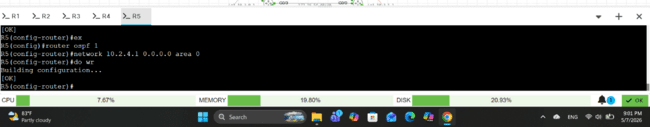 R1
R2
R3
R4
R5
[OK]
R5(config-router)#ex
R5(config)#router ospf 1
R5(config-router)#network 10.2.4.1 0.0.0.0 area 0
R5(config-router)#do wr
Building configuration...
[OK]
R5(config-router)#
CPU 7.67% MEMORY 19.80% DISK 20.93% 1 OK
63°F
Partly cloudy
Search
ENG
9:01 PM
5/7/2026